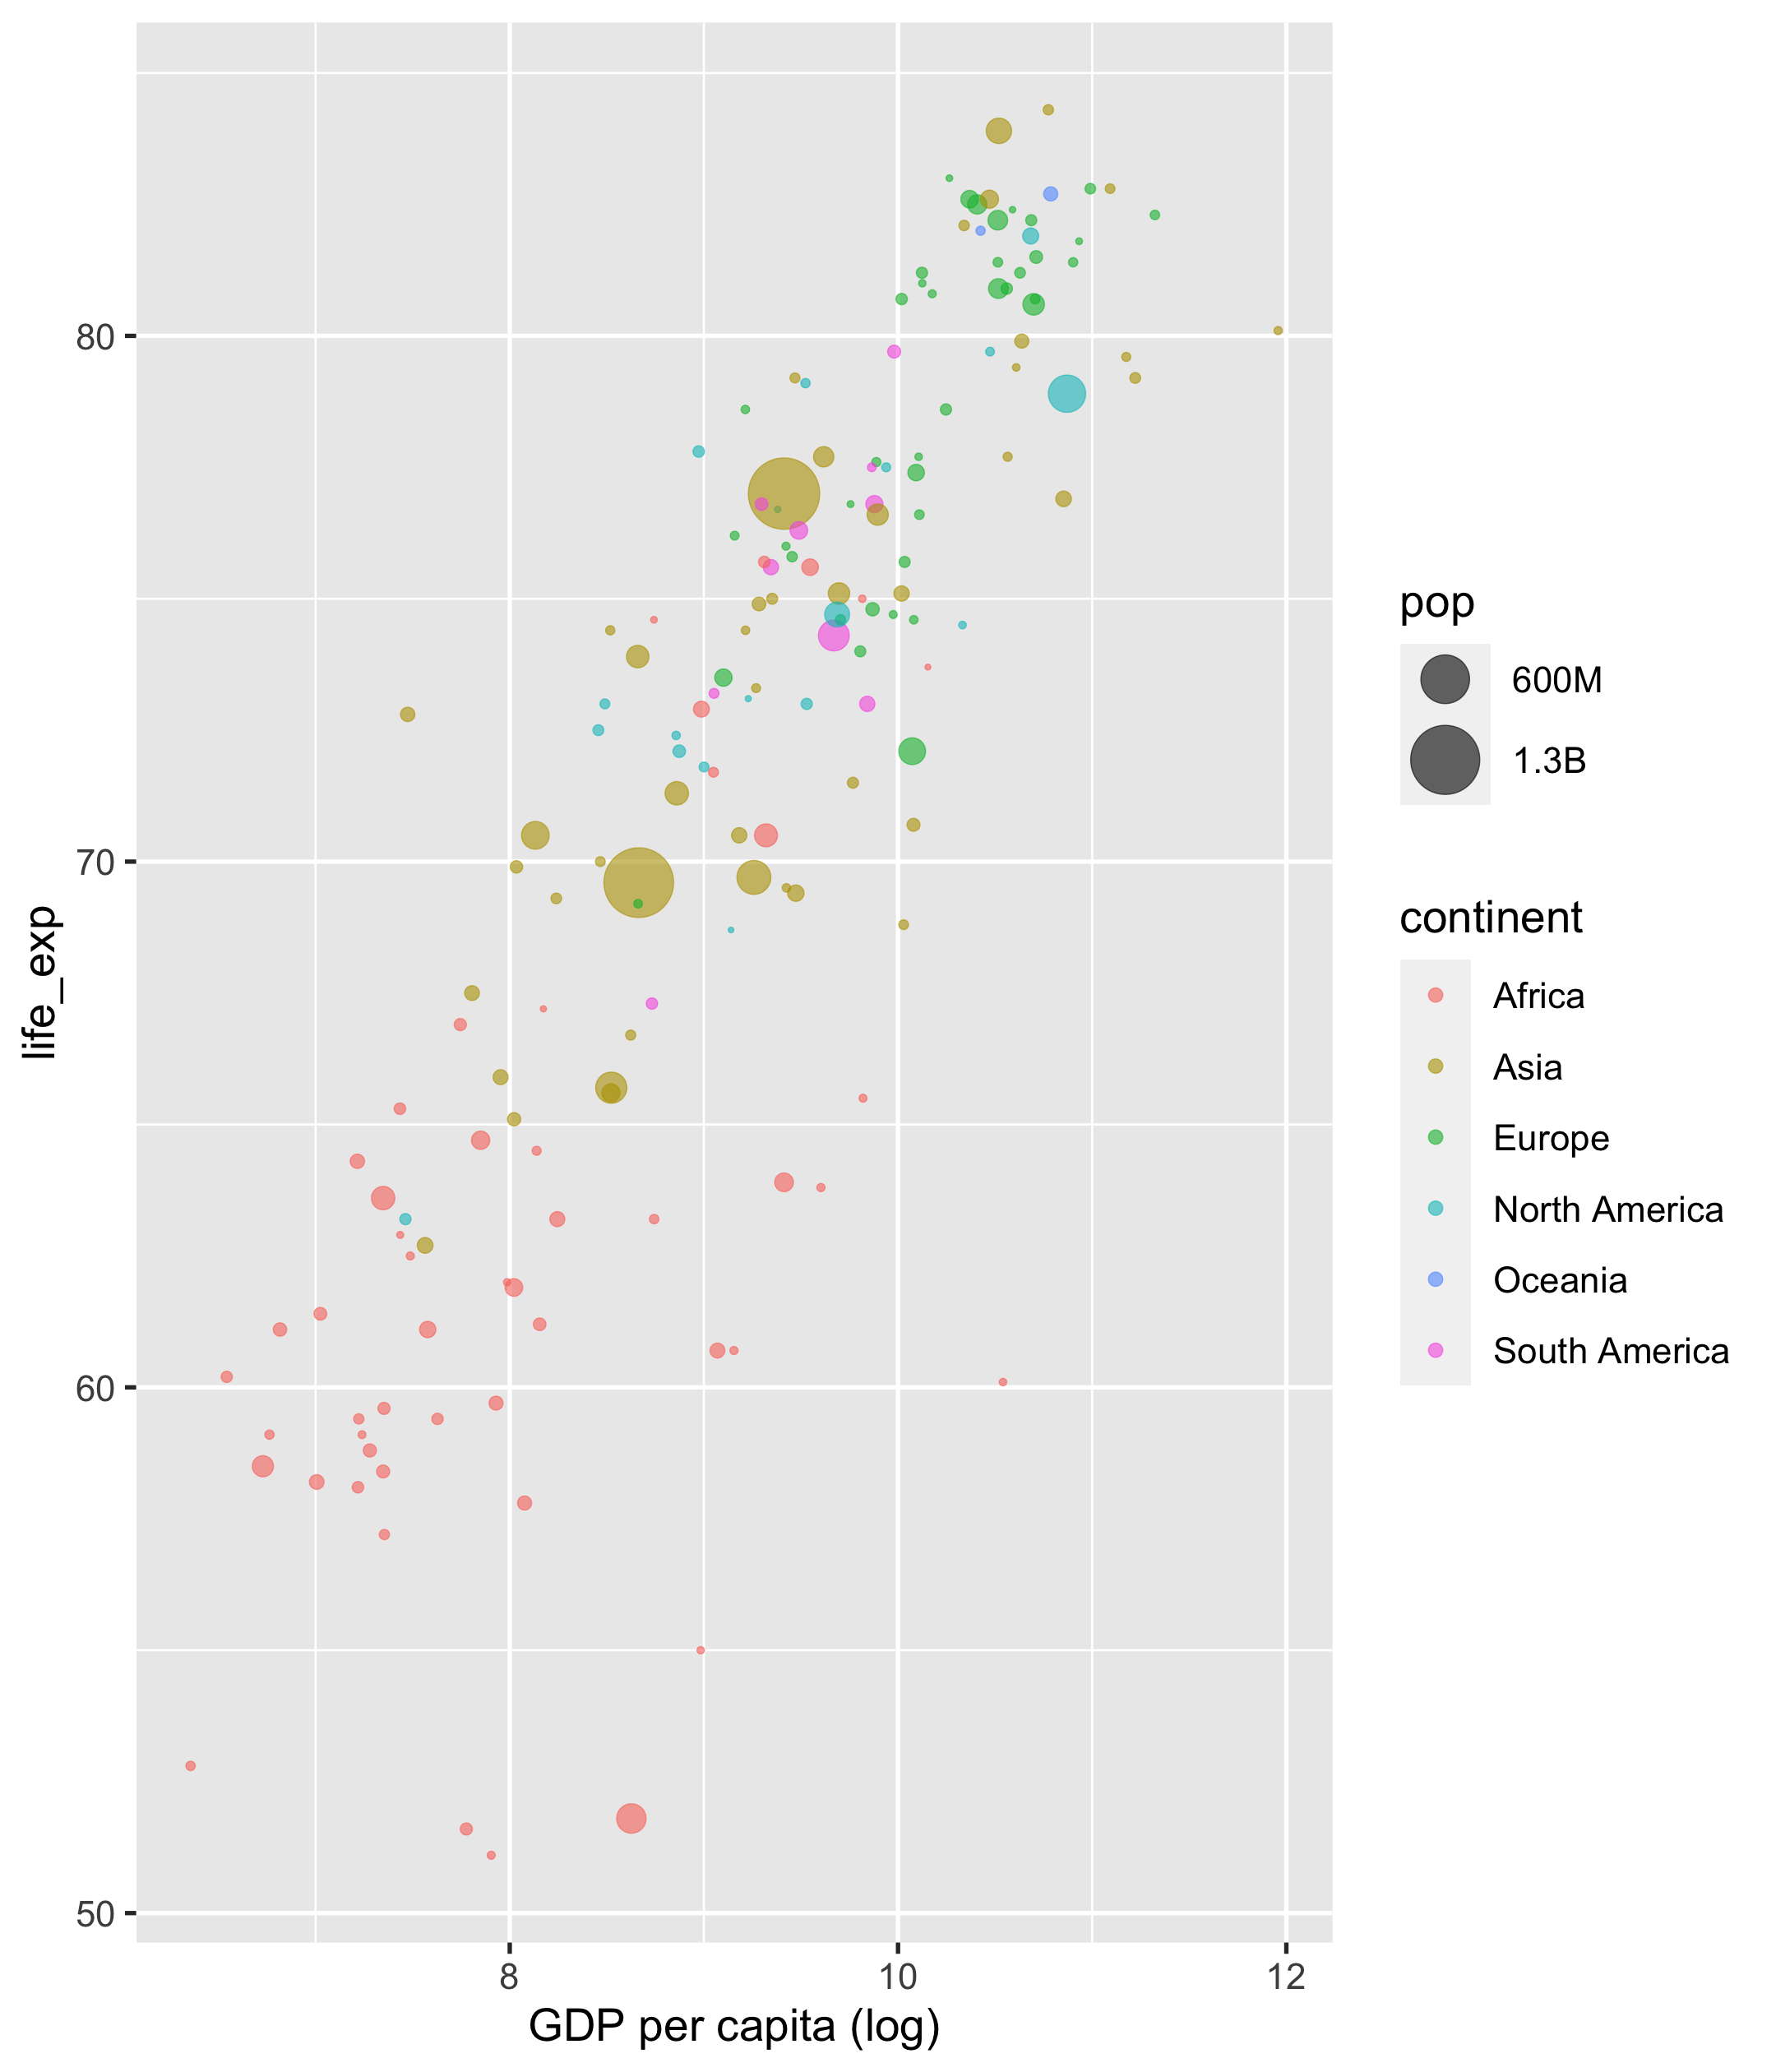 80
70
60
50
life_exp
8
10
12
GDP per capita (log)
pop
600M
1.3B
continent
Africa
Asia
Europe
North America
Oceania
South America